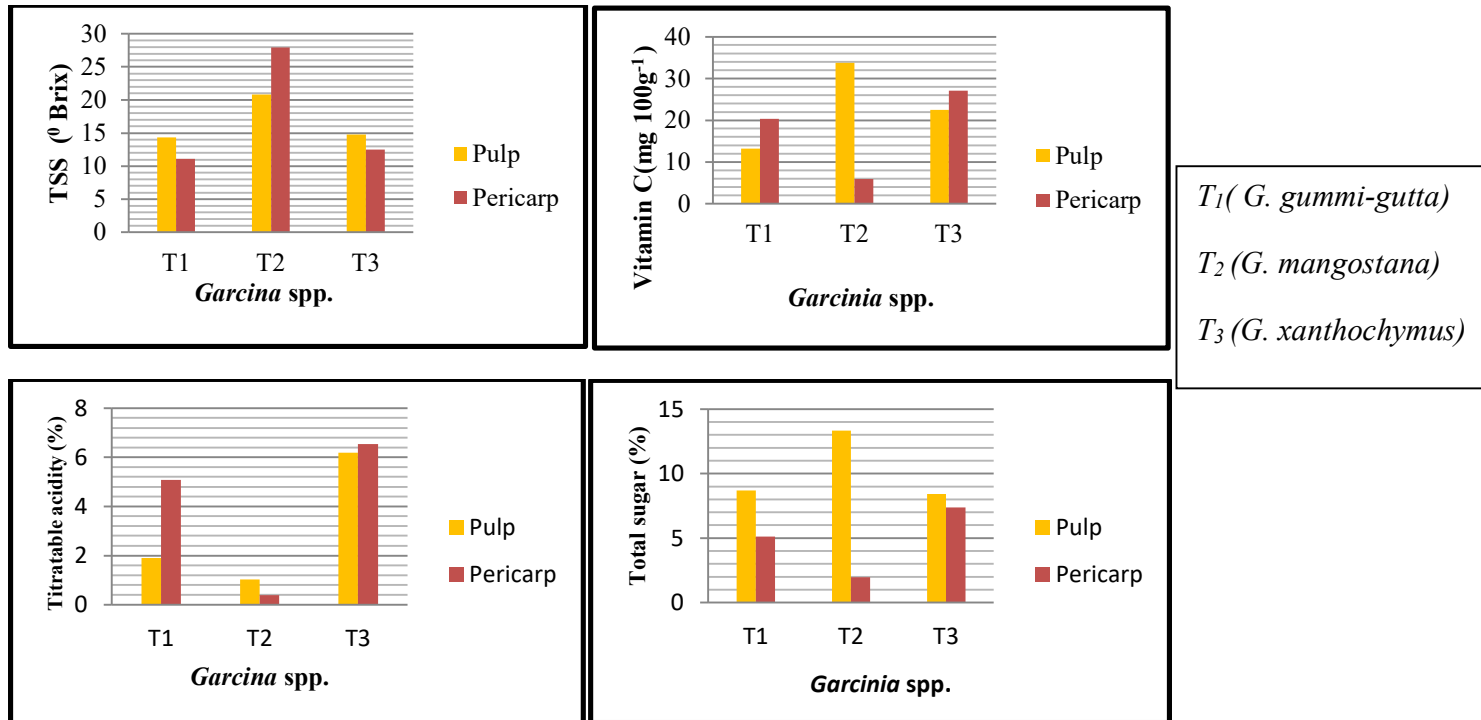 TSS (⁰ Brix)
30
25
20
15
10
5
0
T1 T2 T3
Garcina spp.
Pulp
Pericarp
Vitamin C(mg 100g⁻¹)
40
30
20
10
0
T1 T2 T3
Garcinia spp.
Pulp
Pericarp
T₁( G. gummi-gutta)
T₂ (G. mangostana)
T₃ (G. xanthochymus)
Titratable acidity (%)
8
6
4
2
0
T1 T2 T3
Garcina spp.
Pulp
Pericarp
Total sugar (%)
15
10
5
0
T1 T2 T3
Garcinia spp.
Pulp
Pericarp